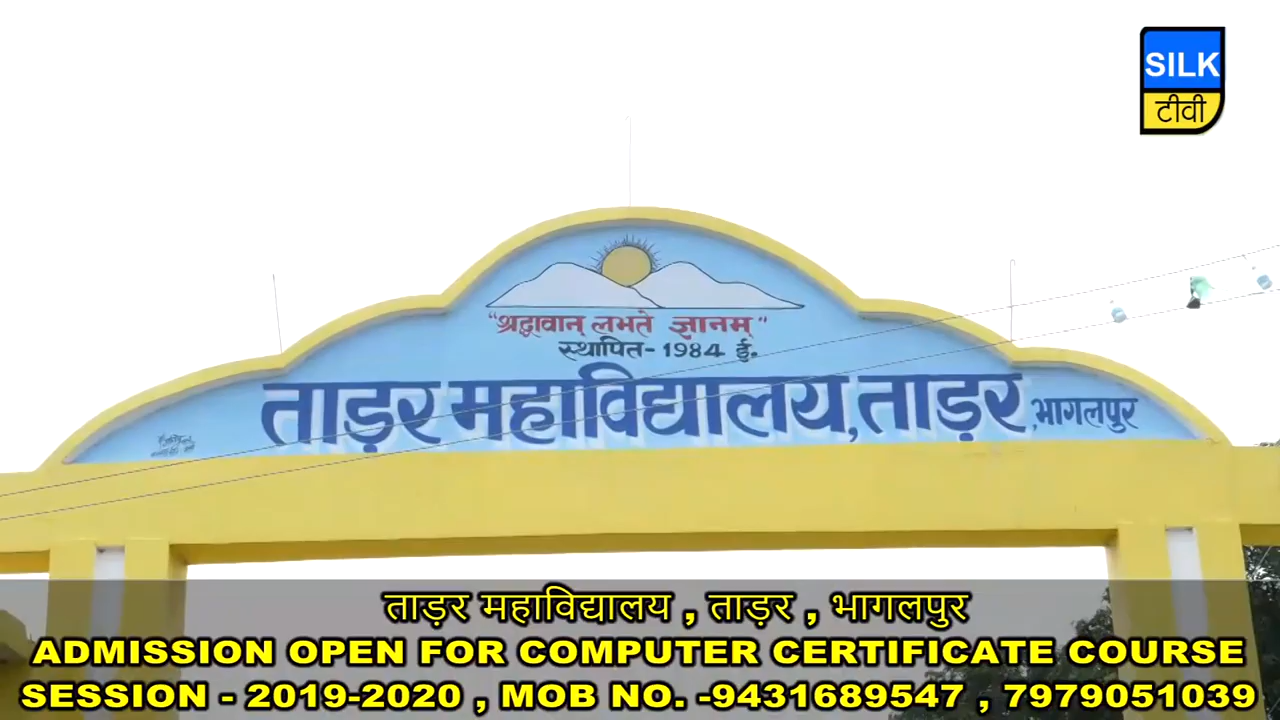 SILK
टीवी
"श्रद्धावान् लभते ज्ञानम्"
स्थापित- 1984 ई.
ताड़र महाविद्यालय, ताड़र, भागलपुर
ताड़र महाविद्यालय , ताड़र , भागलपुर
ADMISSION OPEN FOR COMPUTER CERTIFICATE COURSE
SESSION - 2019-2020 , MOB NO. -9431689547 , 7979051039